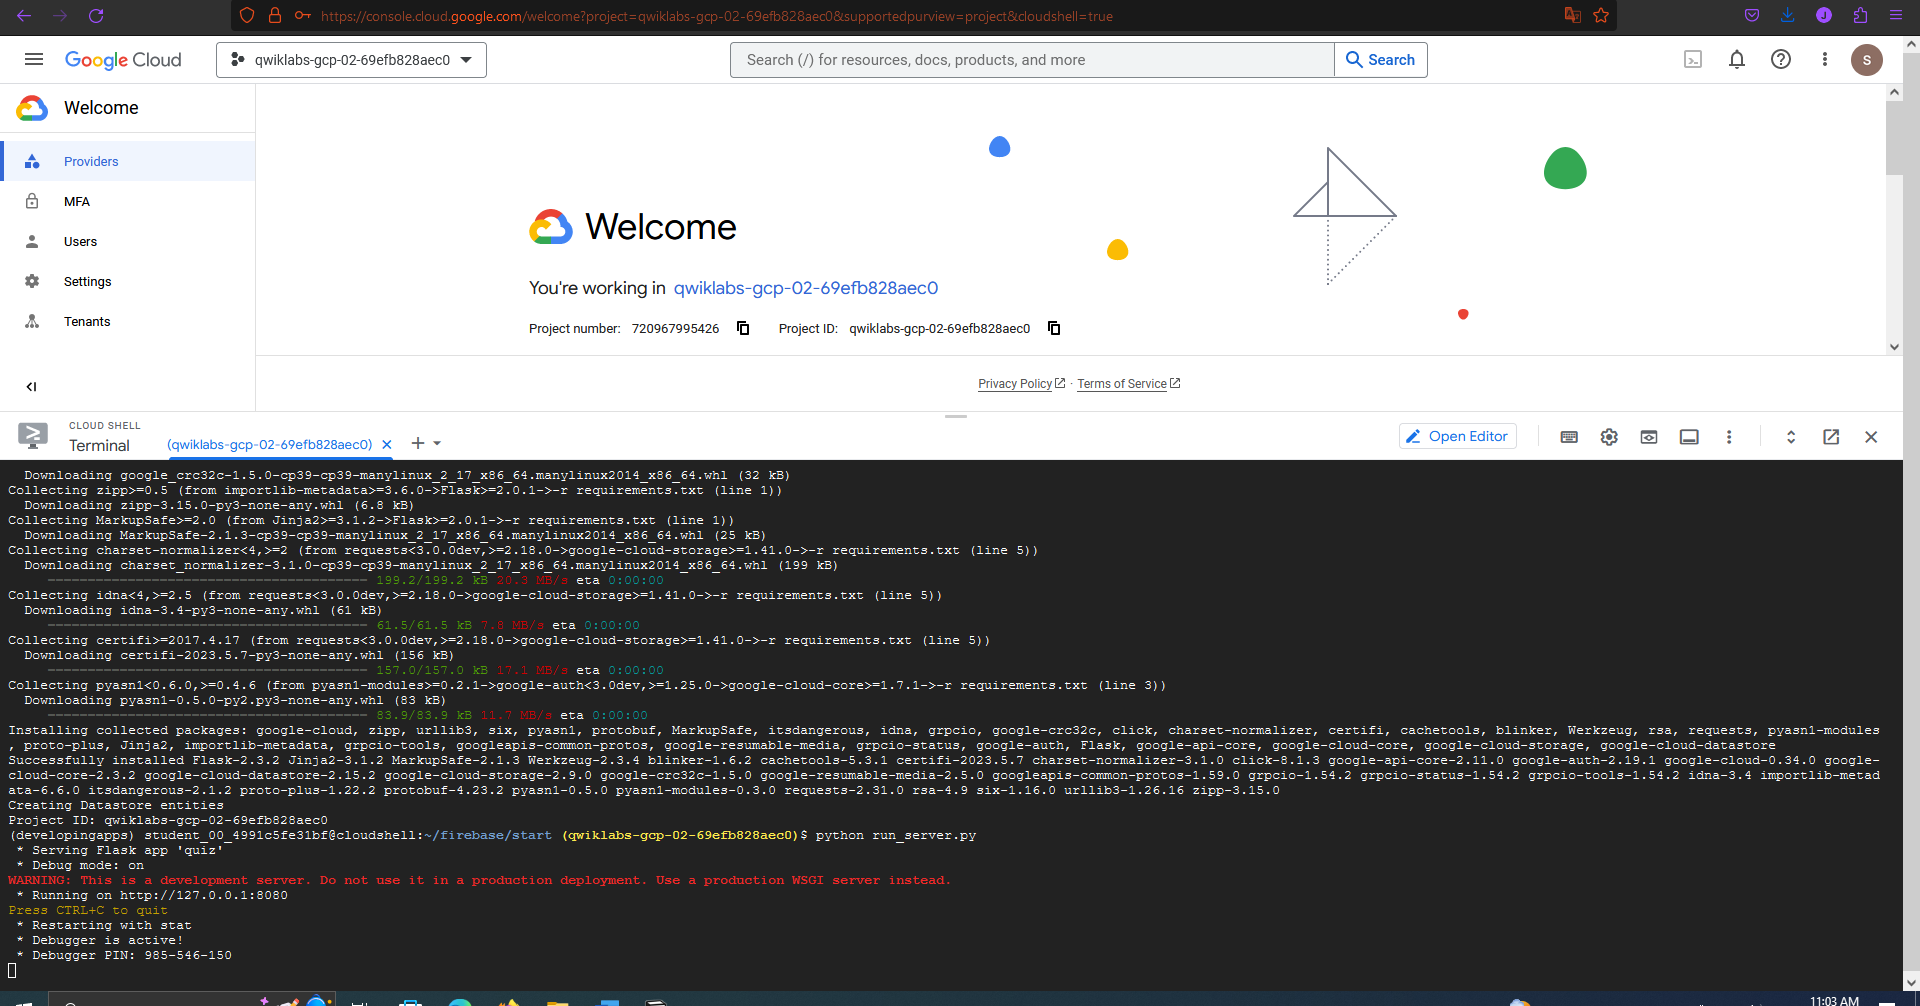 https://console.cloud.google.com/welcome?project=qwiklabs-gcp-02-69efb828aec0&supportedpurview=project&cloudshell=true
J
Google Cloud
qwiklabs-gcp-02-69efb828aec0
Search (/) for resources, docs, products, and more
Search
S
Welcome
Providers
MFA
Users
Settings
Tenants
Welcome
You're working in qwiklabs-gcp-02-69efb828aec0
Project number: 720967995426
Project ID: qwiklabs-gcp-02-69efb828aec0
Privacy Policy · Terms of Service
CLOUD SHELL
Terminal
(qwiklabs-gcp-02-69efb828aec0)
Open Editor
Downloading google_crc32c-1.5.0-cp39-cp39-manylinux_2_17_x86_64.manylinux2014_x86_64.whl (32 kB)
Collecting zipp>=0.5 (from importlib-metadata>=3.6.0->Flask>=2.0.1->-r requirements.txt (line 1))
Downloading zipp-3.15.0-py3-none-any.whl (6.8 kB)
Collecting MarkupSafe>=2.0 (from Jinja2>=3.1.2->Flask>=2.0.1->-r requirements.txt (line 1))
Downloading MarkupSafe-2.1.3-cp39-cp39-manylinux_2_17_x86_64.manylinux2014_x86_64.whl (25 kB)
Collecting charset-normalizer<4,>=2 (from requests<3.0.0dev,>=2.18.0->google-cloud-storage>=1.41.0->-r requirements.txt (line 5))
Downloading charset_normalizer-3.1.0-cp39-cp39-manylinux_2_17_x86_64.manylinux2014_x86_64.whl (199 kB)
199.2/199.2 kB 20.3 MB/s eta 0:00:00
Collecting idna<4,>=2.5 (from requests<3.0.0dev,>=2.18.0->google-cloud-storage>=1.41.0->-r requirements.txt (line 5))
Downloading idna-3.4-py3-none-any.whl (61 kB)
61.5/61.5 kB 7.8 MB/s eta 0:00:00
Collecting certifi>=2017.4.17 (from requests<3.0.0dev,>=2.18.0->google-cloud-storage>=1.41.0->-r requirements.txt (line 5))
Downloading certifi-2023.5.7-py3-none-any.whl (156 kB)
157.0/157.0 kB 17.1 MB/s eta 0:00:00
Collecting pyasn1<0.6.0,>=0.4.6 (from pyasn1-modules>=0.2.1->google-auth<3.0dev,>=1.25.0->google-cloud-core>=1.7.1->-r requirements.txt (line 3))
Downloading pyasn1-0.5.0-py2.py3-none-any.whl (83 kB)
83.9/83.9 kB 11.7 MB/s eta 0:00:00
Installing collected packages: google-cloud, zipp, urllib3, six, pyasn1, protobuf, MarkupSafe, itsdangerous, idna, grpcio, google-crc32c, click, charset-normalizer, certifi, cachetools, blinker, Werkzeug, rsa, requests, pyasn1-modules
, proto-plus, Jinja2, importlib-metadata, grpcio-tools, googleapis-common-protos, google-resumable-media, grpcio-status, google-auth, Flask, google-api-core, google-cloud-core, google-cloud-storage, google-cloud-datastore
Successfully installed Flask-2.3.2 Jinja2-3.1.2 MarkupSafe-2.1.3 Werkzeug-2.3.4 blinker-1.6.2 cachetools-5.3.1 certifi-2023.5.7 charset-normalizer-3.1.0 click-8.1.3 google-api-core-2.11.0 google-auth-2.19.1 google-cloud-0.34.0 google-
cloud-core-2.3.2 google-cloud-datastore-2.15.2 google-cloud-storage-2.9.0 google-crc32c-1.5.0 google-resumable-media-2.5.0 googleapis-common-protos-1.59.0 grpcio-1.54.2 grpcio-status-1.54.2 grpcio-tools-1.54.2 idna-3.4 importlib-metad
ata-6.6.0 itsdangerous-2.1.2 proto-plus-1.22.2 protobuf-4.23.2 pyasn1-0.5.0 pyasn1-modules-0.3.0 requests-2.31.0 rsa-4.9 six-1.16.0 urllib3-1.26.16 zipp-3.15.0
Creating Datastore entities
Project ID: qwiklabs-gcp-02-69efb828aec0
(developingapps) student_00_4991c5fe31bf@cloudshell:~/firebase/start (qwiklabs-gcp-02-69efb828aec0)$ python run_server.py
* Serving Flask app 'quiz'
* Debug mode: on
WARNING: This is a development server. Do not use it in a production deployment. Use a production WSGI server instead.
* Running on http://127.0.0.1:8080
Press CTRL+C to quit
* Restarting with stat
* Debugger is active!
* Debugger PIN: 985-546-150
11:03 AM